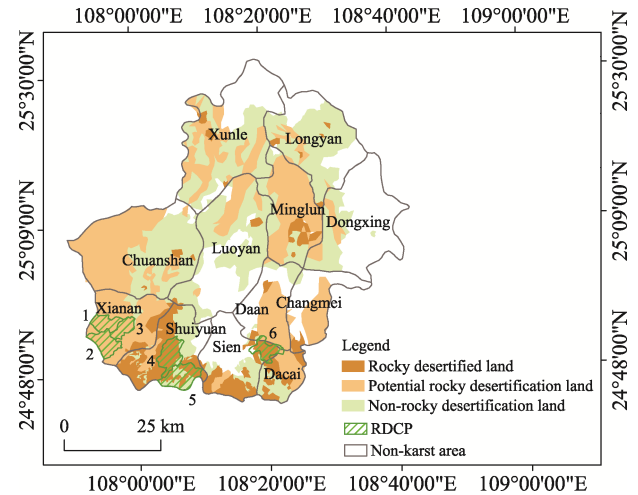 108°00′00″E 108°20′00″E 108°40′00″E 109°00′00″E
25°30′00″N
25°09′00″N
24°48′00″N
25°30′00″N
25°09′00″N
24°48′00″N
Xunle
Longyan
Minglun
Dongxing
Luoyan
Chuanshan
Xianan
Daan
Changmei
Shuiyuan
Sien
Dacai
1
2
3
4
5
6
Legend
Rocky desertified land
Potential rocky desertification land
Non-rocky desertification land
RDCP
Non-karst area
0 25 km
108°00′00″E 108°20′00″E 108°40′00″E 109°00′00″E